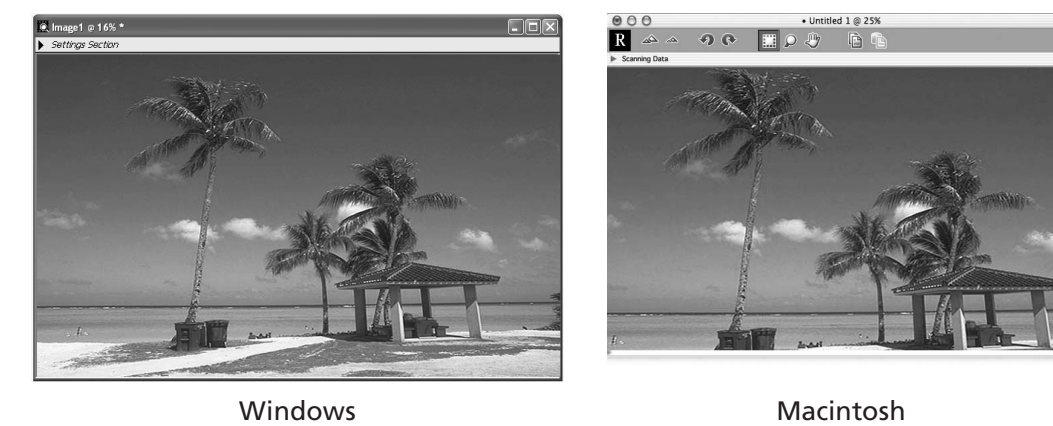 Image1 @ 16% *
Settings Section
• Untitled 1 @ 25%
R
Scanning Data
Windows
Macintosh